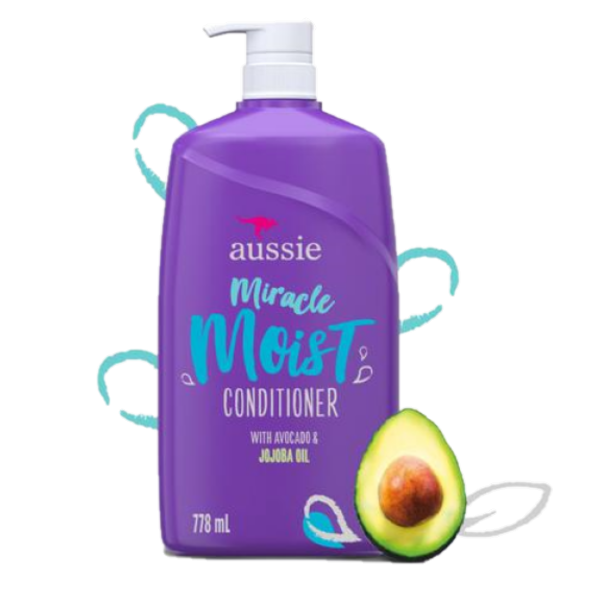 aussie
Miracle
Moist
CONDITIONER
WITH AVOCADO &
JOJOBA OIL
778 mL